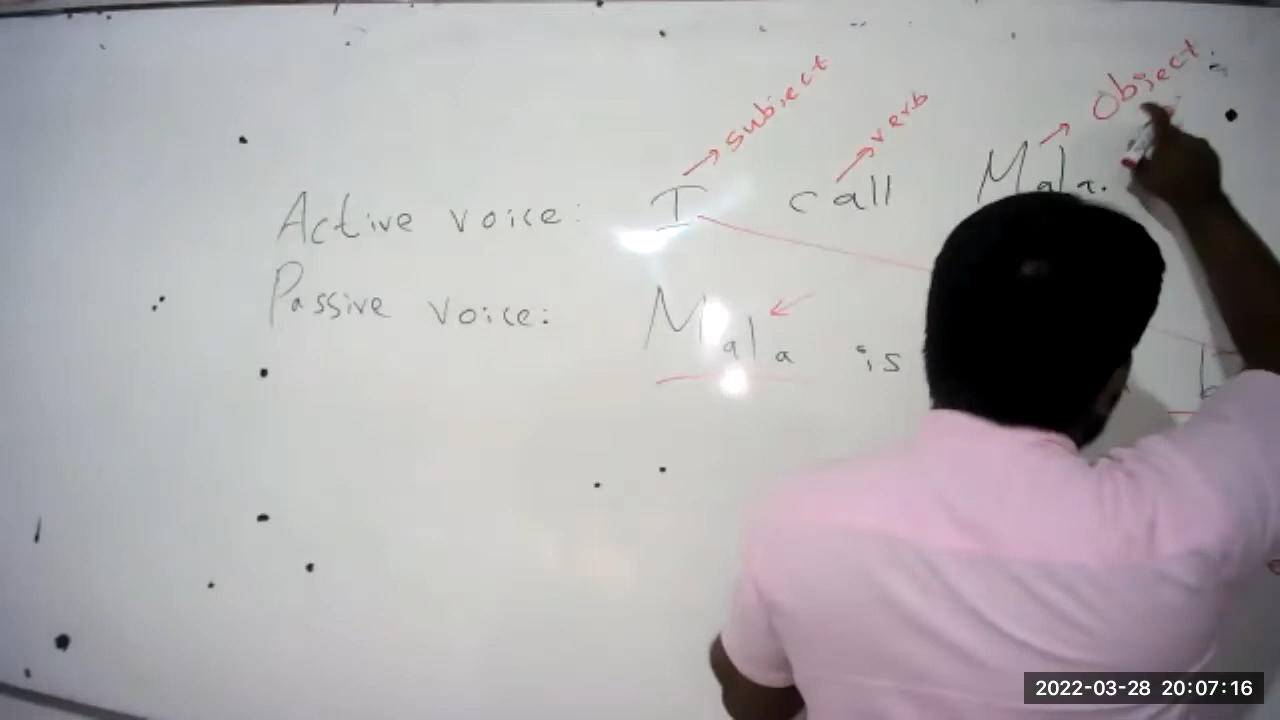 subject verb Object
Active voice: I call Mala.
Passive voice: Mala is
2022-03-28 20:07:16